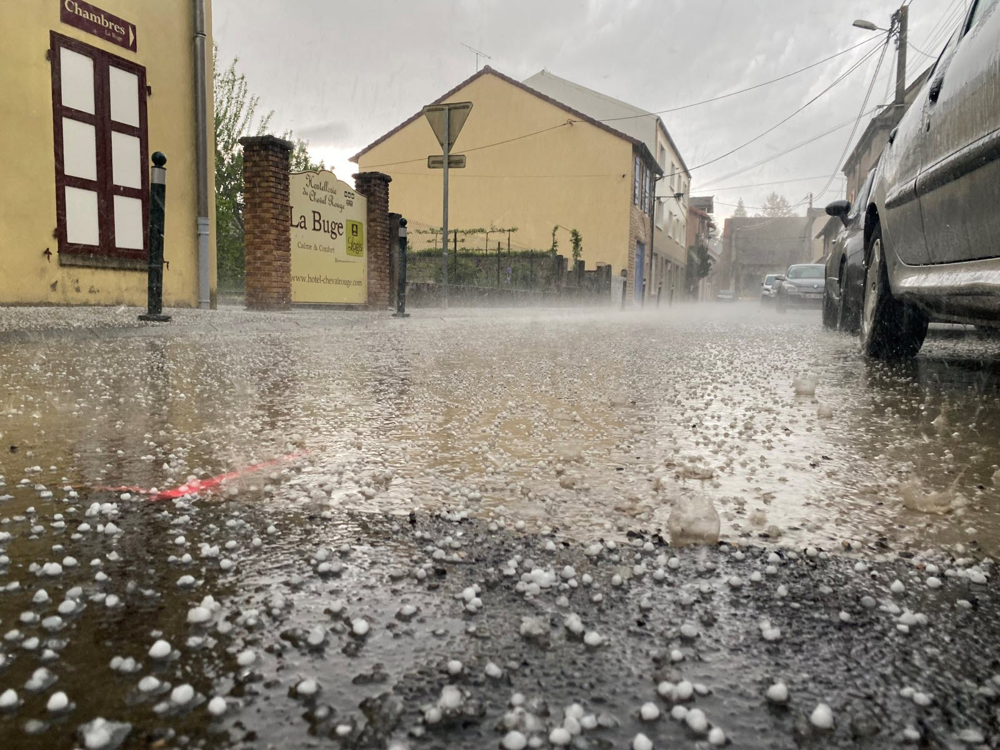 Chambres
La Buge
Hostellerie
du Cheval Rouge
La Buge
Logis
Calme & Confort
www.hotel-chevalrouge.com